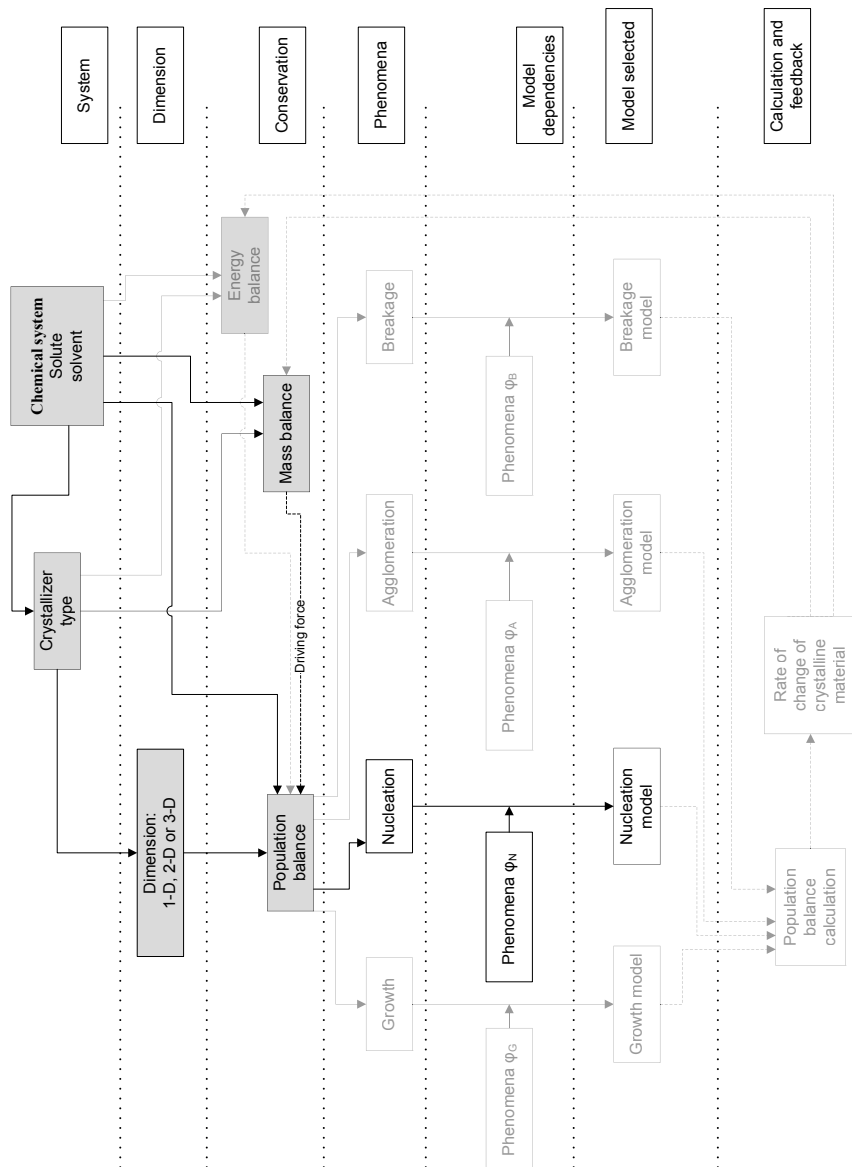 System
Dimension
Conservation
Phenomena
Model
dependencies
Model selected
Calculation and
feedback
Chemical system
Solute
solvent
Crystallizer
type
Dimension:
1-D, 2-D or 3-D
Energy
balance
Mass balance
Driving force
Population
balance
Breakage
Agglomeration
Nucleation
Growth
Phenomena φB
Phenomena φA
Phenomena φN
Phenomena φG
Breakage
model
Agglomeration
model
Nucleation
model
Growth model
Rate of
change of
crystalline
material
Population
balance
calculation